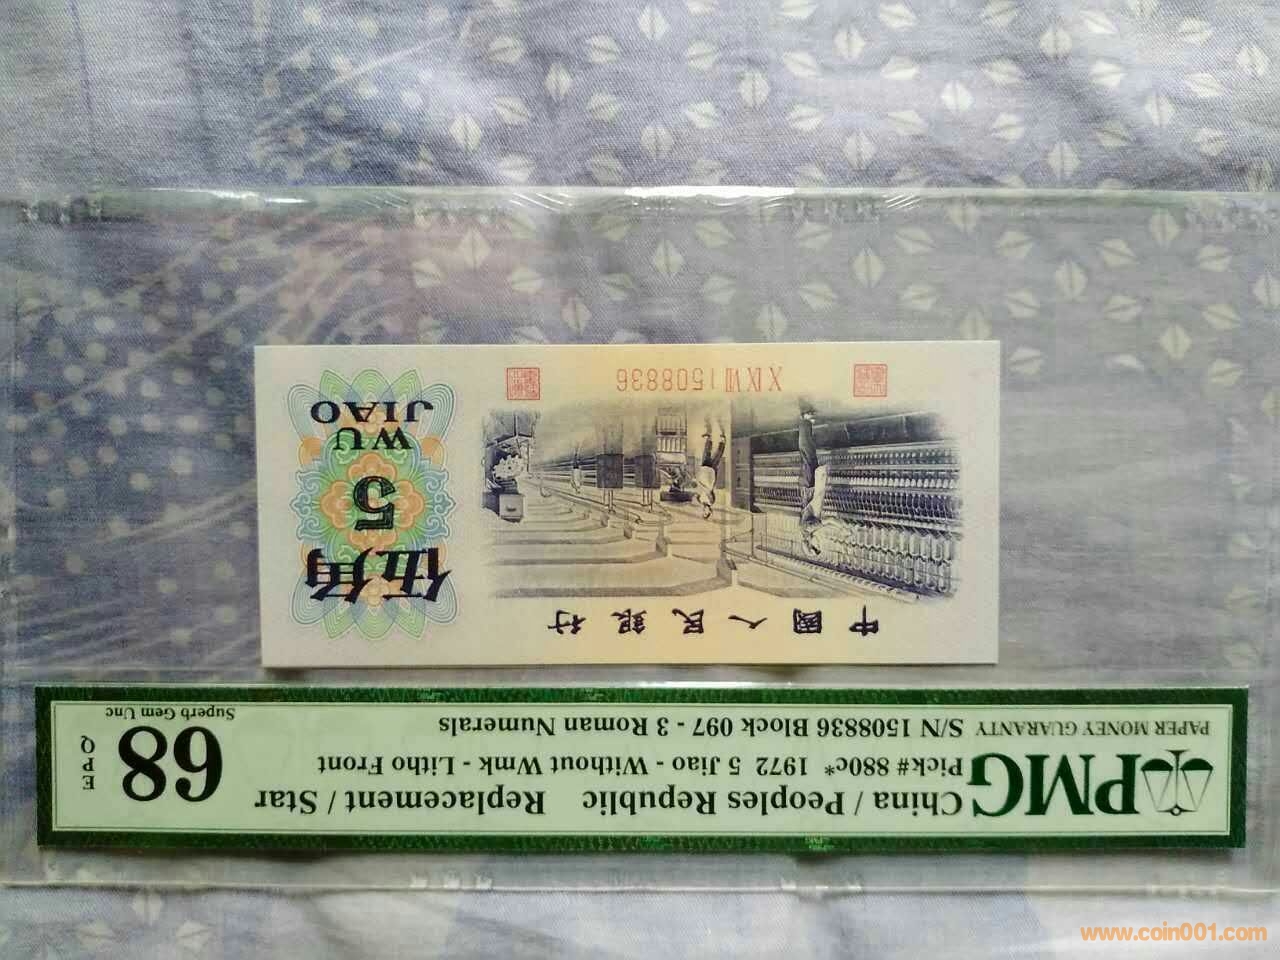 PMG
PAPER MONEY GUARANTY
China / Peoples Republic Replacement / Star
Pick# 880c* 1972 5 Jiao - Without Wmk - Litho Front
S/N 1508836 Block 097 - 3 Roman Numerals
68
EPQ
Superb Gem Unc
中國人民銀行
伍角
5
WU
JIAO
X IX VII 1508836
www.coin001.com